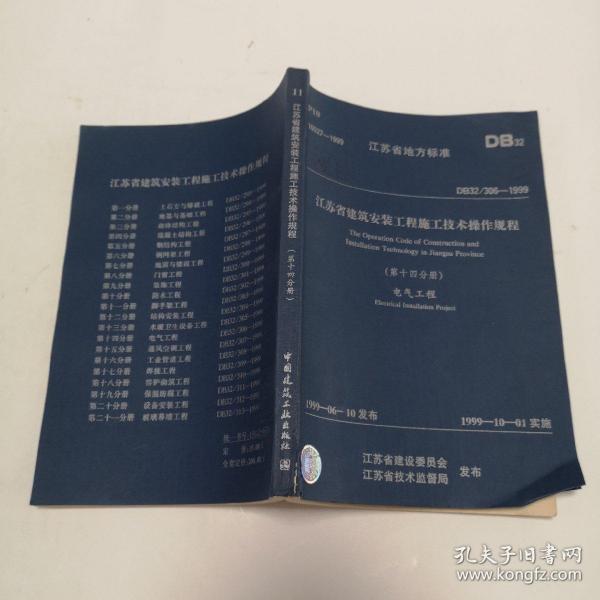 江苏省建筑安装工程施工技术操作规程
第一分册
第二分册 地基与基础工程
第三分册 砌体结构工程
第四分册 混凝土结构工程
第五分册 钢结构工程
第六分册 钢网架工程
第七分册 地面与楼面工程
第八分册 门窗工程
第九分册 装饰工程
第十分册 防水工程
第十一分册 脚手架工程
第十二分册 结构安装工程
第十三分册 水暖卫生设备工程
第十四分册 电气工程
第十五分册 通风空调工程
第十六分册 工业管道工程
第十七分册 焊接工程
第十八分册 窑炉砌筑工程
第十九分册 保温防腐工程
第二十分册 设备安装工程
第二十一分册 玻璃幕墙工程
11
江苏省建筑安装工程施工技术操作规程
(第十四分册)
中国建筑工业出版社
P10
江苏省地方标准
DB32
DB32/306—1999
江苏省建筑安装工程施工技术操作规程
The Operation Code of Construction and
Installation Technology in Jiangsu Province
(第十四分册)
电气工程
Electrical Installation Project
1999—06—10 发布
1999—10—01 实施
江苏省建设委员会
江苏省技术监督局
发布
孔夫子旧书网
www.kongfz.com